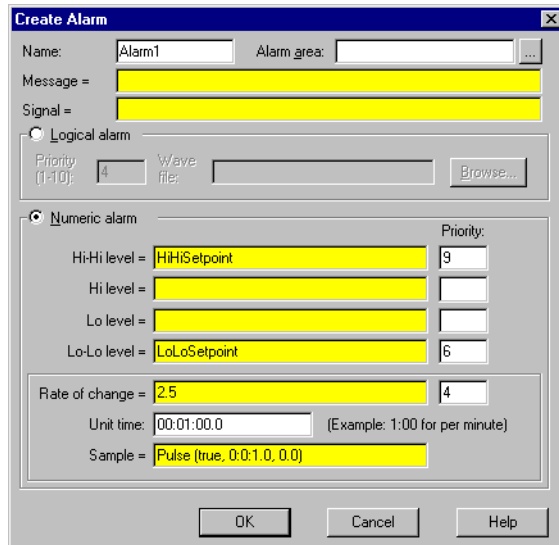 Create Alarm
Name: Alarm1 Alarm area: ...
Message =
Signal =
Logical alarm
Priority (1-10): 4 Wave file: Browse...
Numeric alarm
Priority:
Hi-Hi level = HiHiSetpoint 9
Hi level =
Lo level =
Lo-Lo level = LoLoSetpoint 6
Rate of change = 2.5 4
Unit time: 00:01:00.0 (Example: 1:00 for per minute)
Sample = Pulse (true, 0:0:1.0, 0.0)
OK Cancel Help